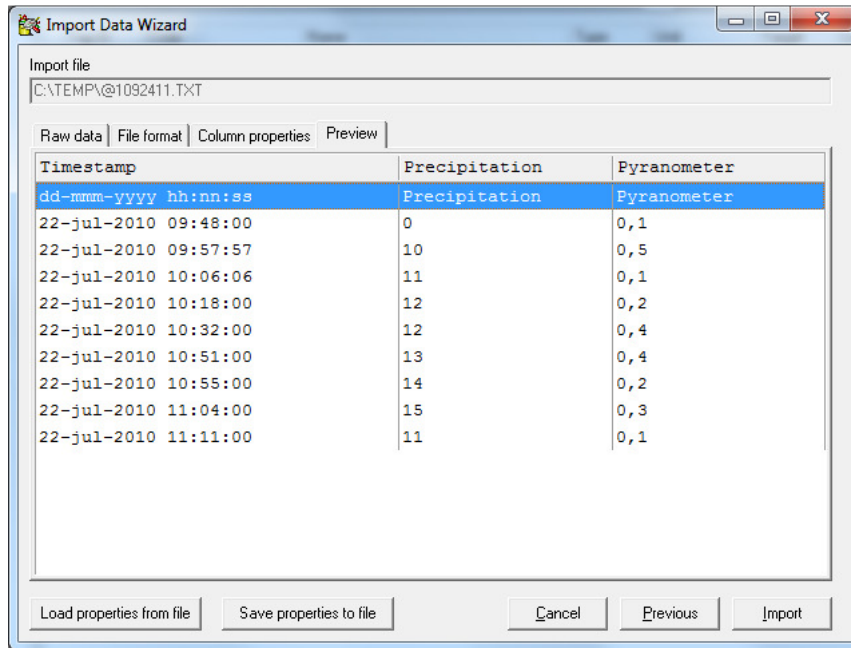 Import Data Wizard
Import file
C:\TEMP\@1092411.TXT
Raw data File format Column properties Preview
Timestamp Precipitation Pyranometer
dd-mmm-yyyy hh:nn:ss Precipitation Pyranometer
22-jul-2010 09:48:00 0 0,1
22-jul-2010 09:57:57 10 0,5
22-jul-2010 10:06:06 11 0,1
22-jul-2010 10:18:00 12 0,2
22-jul-2010 10:32:00 12 0,4
22-jul-2010 10:51:00 13 0,4
22-jul-2010 10:55:00 14 0,2
22-jul-2010 11:04:00 15 0,3
22-jul-2010 11:11:00 11 0,1
Load properties from file Save properties to file Cancel Previous Import